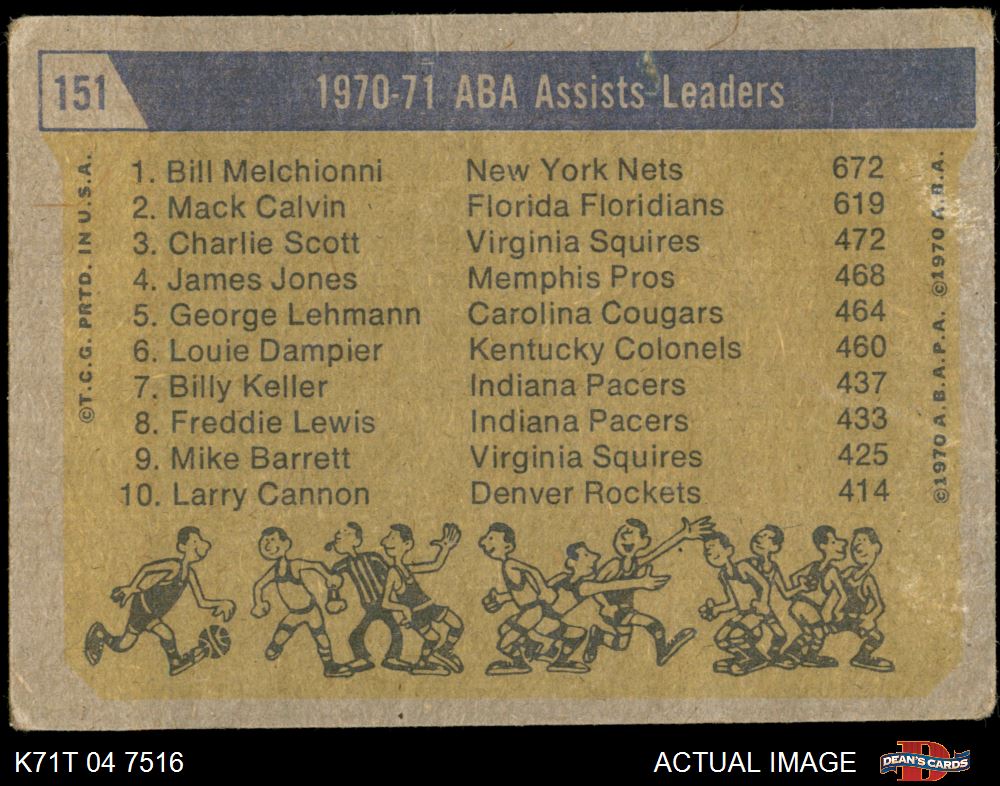 151 1970-71 ABA Assists Leaders
1. Bill Melchionni New York Nets 672
2. Mack Calvin Florida Floridians 619
3. Charlie Scott Virginia Squires 472
4. James Jones Memphis Pros 468
5. George Lehmann Carolina Cougars 464
6. Louie Dampier Kentucky Colonels 460
7. Billy Keller Indiana Pacers 437
8. Freddie Lewis Indiana Pacers 433
9. Mike Barrett Virginia Squires 425
10. Larry Cannon Denver Rockets 414
©T.C.G. PRTD. IN U.S.A.
©1970 A.B.A.P.A. ©1970 A.B.A.
K71T 04 7516 ACTUAL IMAGE D DEAN'S CARDS